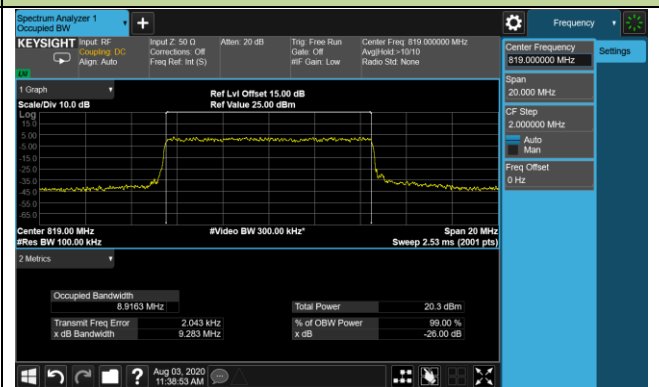 Spectrum Analyzer 1
Occupied BW
Frequency
KEYSIGHT
Input: RF
Coupling: DC
Align: Auto
Input Z: 50 Ω
Corrections: Off
Freq Ref: Int (S)
Atten: 20 dB
Trig: Free Run
Gate: Off
#IF Gain: Low
Center Freq: 819.000000 MHz
Avg|Hold:>10/10
Radio Std: None
Center Frequency
819.000000 MHz
Settings
Span
20.000 MHz
CF Step
2.000000 MHz
Auto
Man
Freq Offset
0 Hz
1 Graph
Scale/Div 10.0 dB
Ref Lvl Offset 15.00 dB
Ref Value 25.00 dBm
Log
15.0
5.00
-5.00
-15.0
-25.0
-35.0
-45.0
-55.0
-65.0
Center 819.00 MHz
#Res BW 100.00 kHz
#Video BW 300.00 kHz*
Span 20 MHz
Sweep 2.53 ms (2001 pts)
2 Metrics
Occupied Bandwidth
8.9163 MHz
Total Power 20.3 dBm
Transmit Freq Error 2.043 kHz
% of OBW Power 99.00 %
x dB Bandwidth 9.283 MHz
x dB -26.00 dB
?
Aug 03, 2020
11:38:53 AM